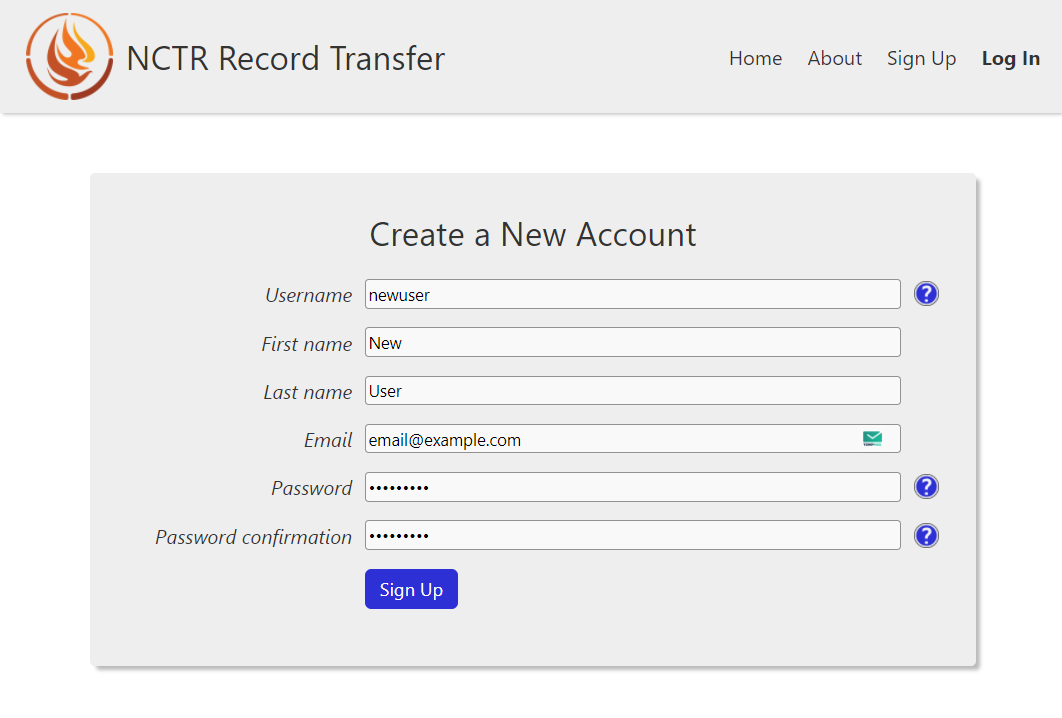 NCTR Record Transfer
Home About Sign Up Log In
Create a New Account
Username newuser ?
First name New
Last name User
Email email@example.com
Password ••••••••• ?
Password confirmation ••••••••• ?
Sign Up